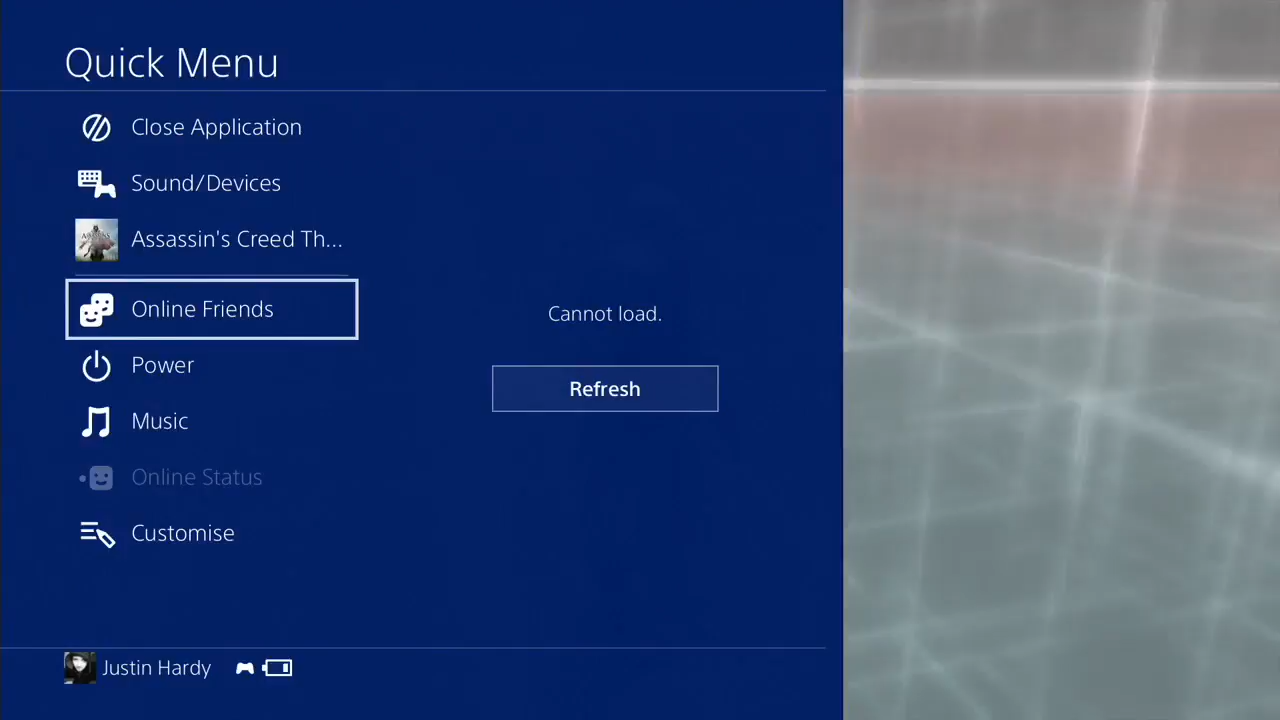 Quick Menu
Close Application
Sound/Devices
Assassin's Creed Th...
Online Friends
Cannot load.
Power
Refresh
Music
Online Status
Customise
Justin Hardy